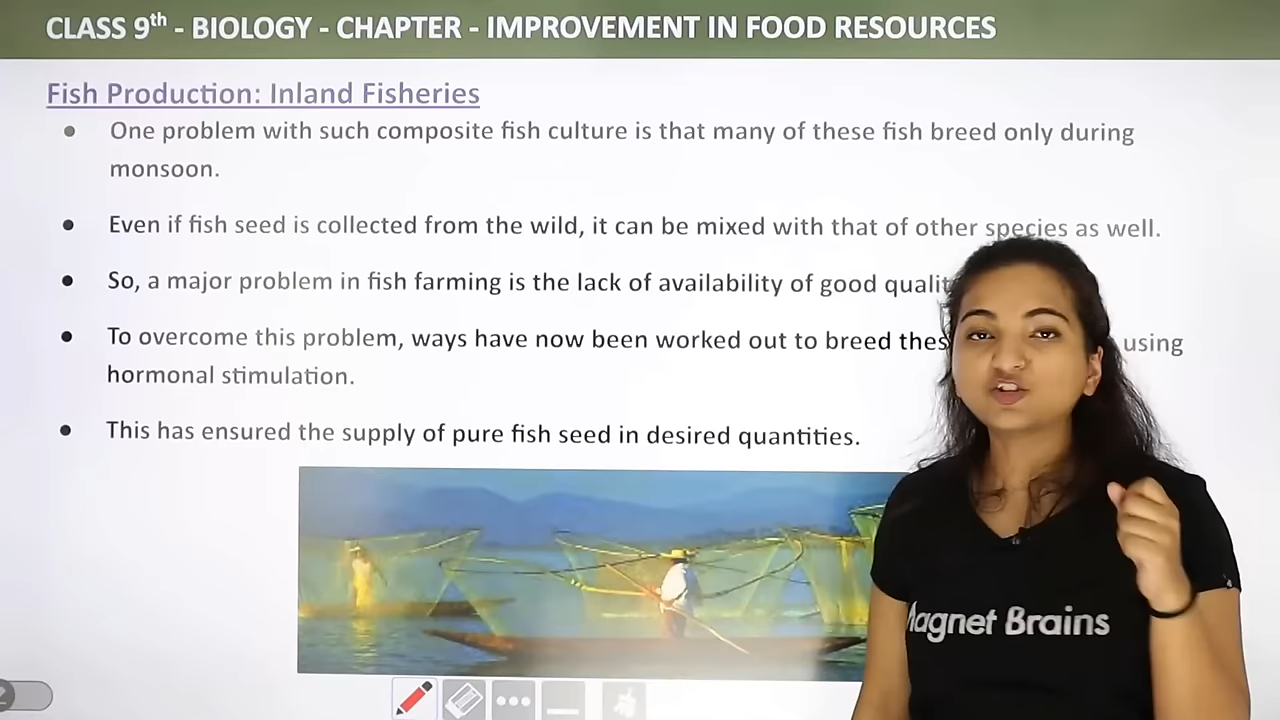 CLASS 9th - BIOLOGY - CHAPTER - IMPROVEMENT IN FOOD RESOURCES
Fish Production: Inland Fisheries
• One problem with such composite fish culture is that many of these fish breed only during
monsoon.
• Even if fish seed is collected from the wild, it can be mixed with that of other species as well.
• So, a major problem in fish farming is the lack of availability of good
• To overcome this problem, ways have now been worked out to breed using
hormonal stimulation.
• This has ensured the supply of pure fish seed in desired quantities.
Magnet Brains